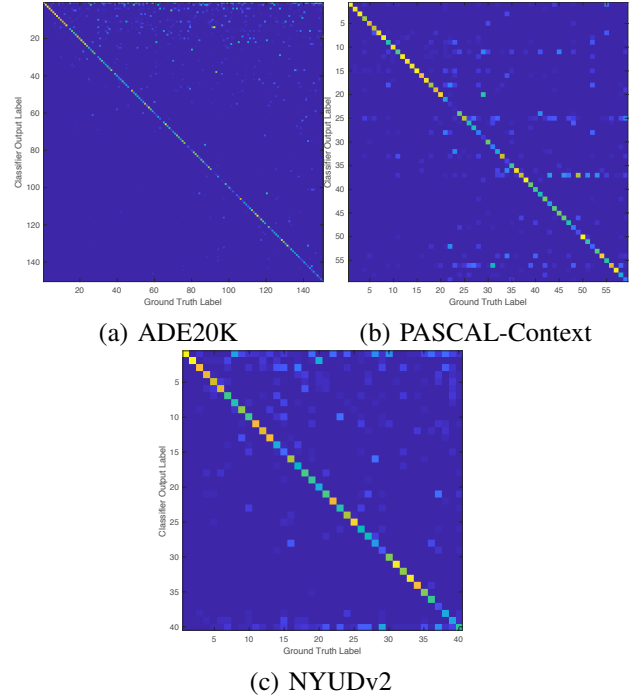 20
40
60
80
100
120
140
Classifier Output Label
20 40 60 80 100 120 140
Ground Truth Label
(a) ADE20K
5
10
15
20
25
30
35
40
45
50
55
Classifier Output Label
5 10 15 20 25 30 35 40 45 50 55
Ground Truth Label
(b) PASCAL-Context
5
10
15
20
25
30
35
40
Classifier Output Label
5 10 15 20 25 30 35 40
Ground Truth Label
(c) NYUDv2